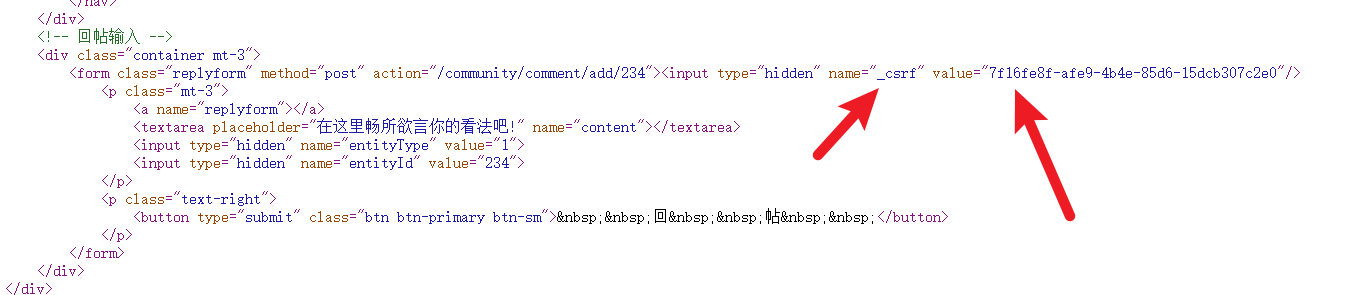 </nav>
</div>
<!-- 回帖输入 -->
<div class="container mt-3">
<form class="replyform" method="post" action="/community/comment/add/234"><input type="hidden" name="_csrf" value="7f16fe8f-afe9-4b4e-85d6-15dcb307c2e0"/>
<p class="mt-3">
<a name="replyform"></a>
<textarea placeholder="在这里畅所欲言你的看法吧!" name="content"></textarea>
<input type="hidden" name="entityType" value="1">
<input type="hidden" name="entityId" value="234">
</p>
<p class="text-right">
<button type="submit" class="btn btn-primary btn-sm">&nbsp;&nbsp;回&nbsp;&nbsp;帖&nbsp;&nbsp;</button>
</p>
</form>
</div>
</div>